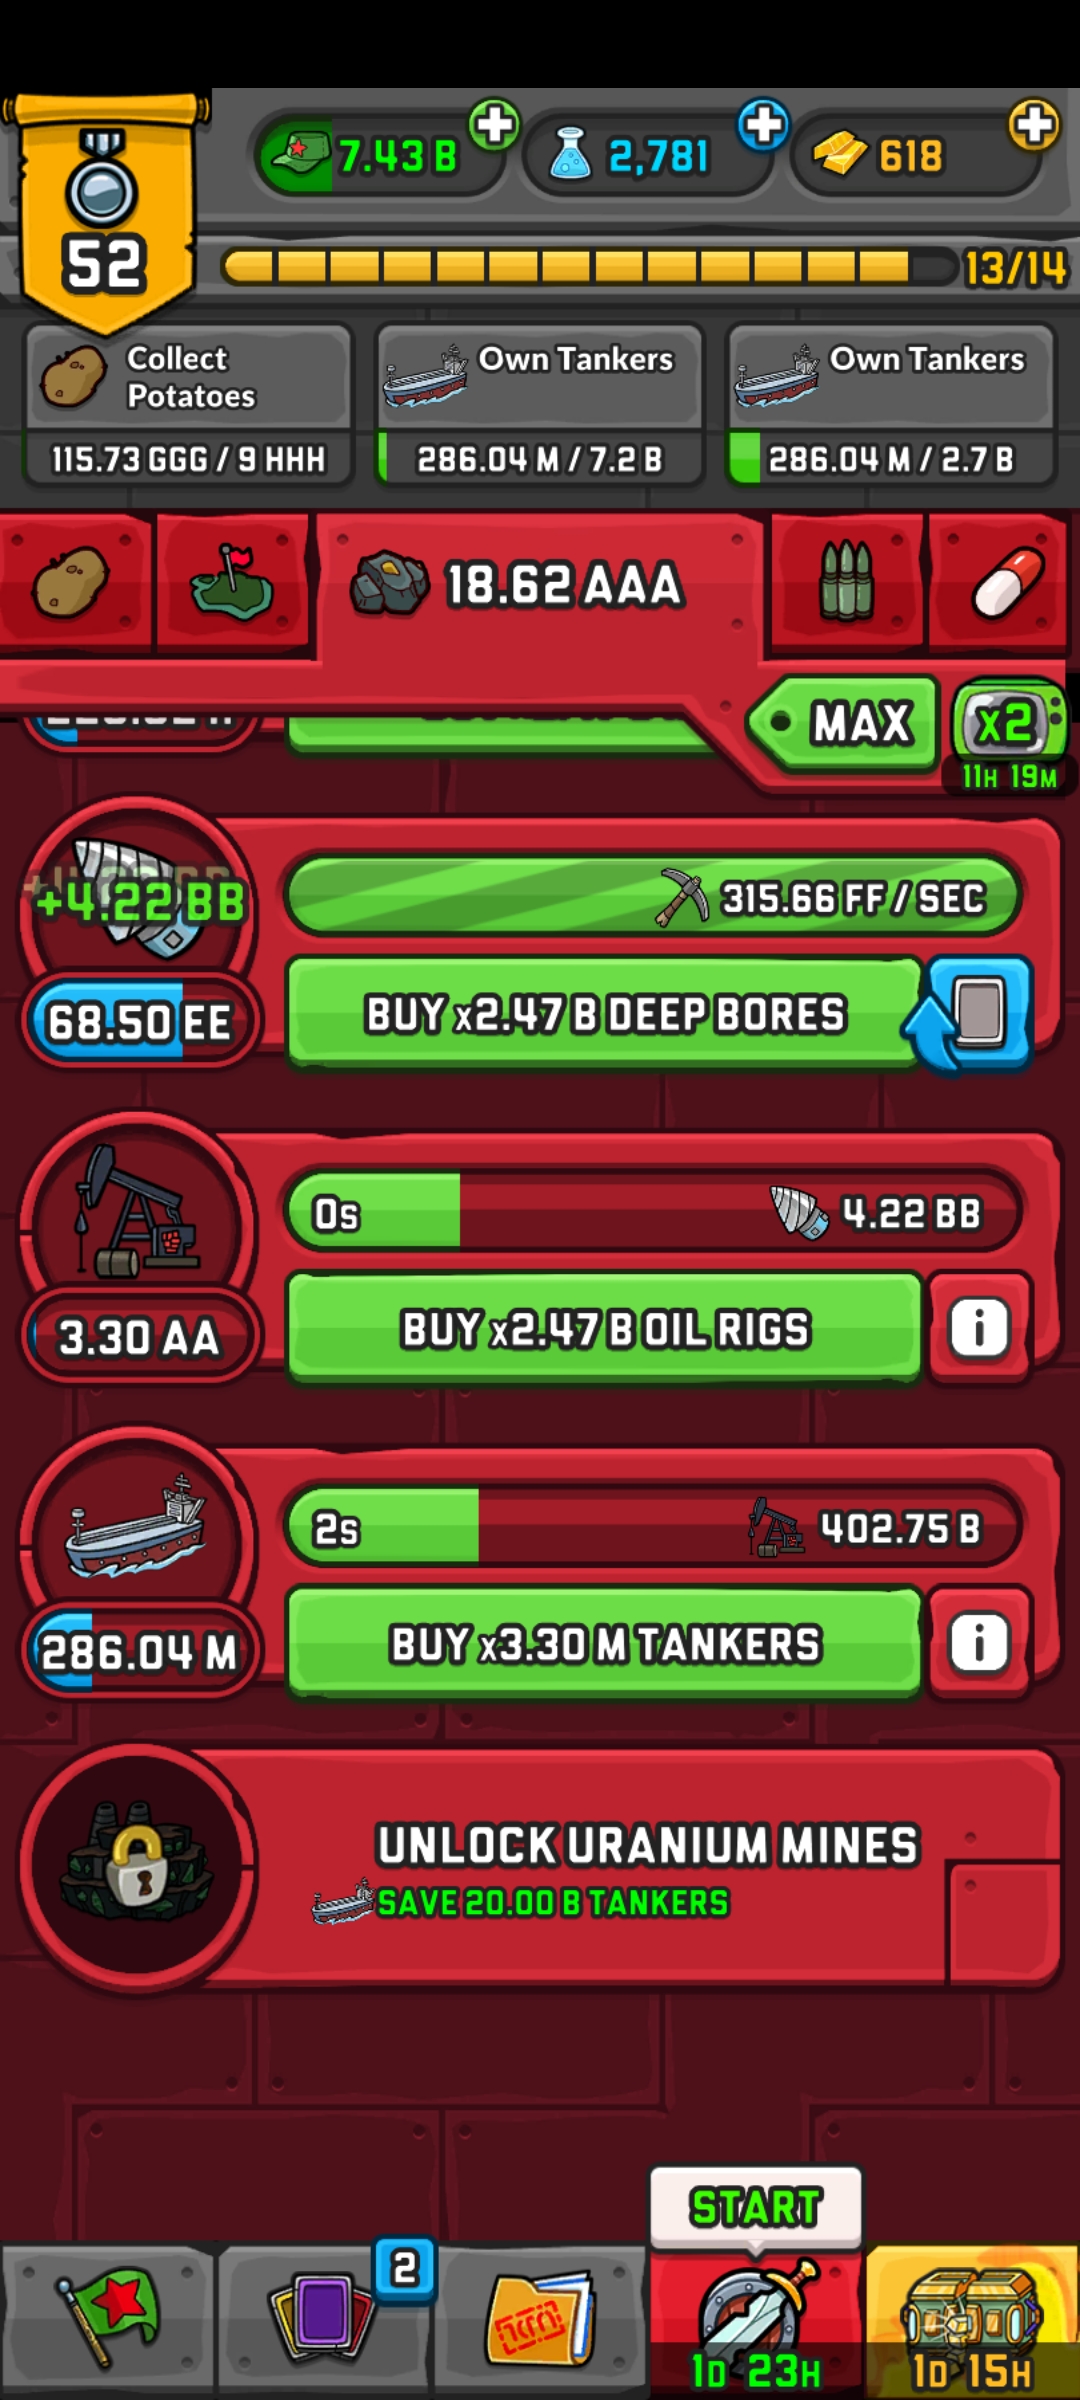 7.43 B
2,781
618
52
13/14
Collect
Potatoes
115.73 GGG / 9 HHH
Own Tankers
286.04 M / 7.2 B
Own Tankers
286.04 M / 2.7 B
18.62 AAA
MAX
x2
11H 19M
+4.22 BB
315.66 FF / SEC
68.50 EE
BUY x2.47 B DEEP BORES
0s
4.22 BB
3.30 AA
BUY x2.47 B OIL RIGS
i
2s
402.75 B
286.04 M
BUY x3.30 M TANKERS
i
UNLOCK URANIUM MINES
SAVE 20.00 B TANKERS
START
2
1D 23H
1D 15H